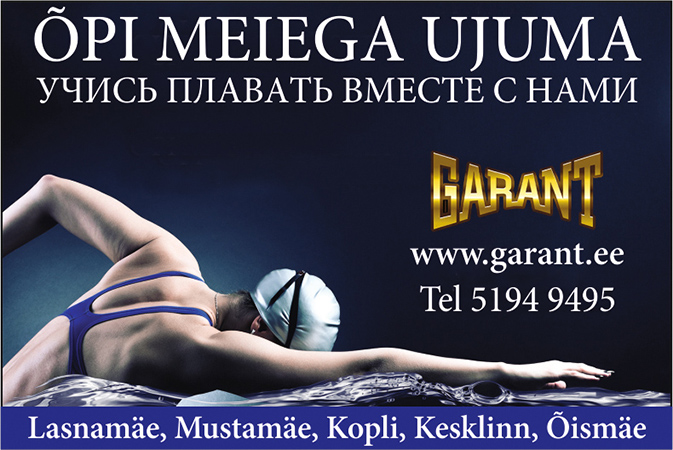 ÕPI MEIEGA UJUMA
УЧИСЬ ПЛАВАТЬ ВМЕСТЕ С НАМИ
GARANT
www.garant.ee
Tel 5194 9495
Lasnamäe, Mustamäe, Kopli, Kesklinn, Õismäe